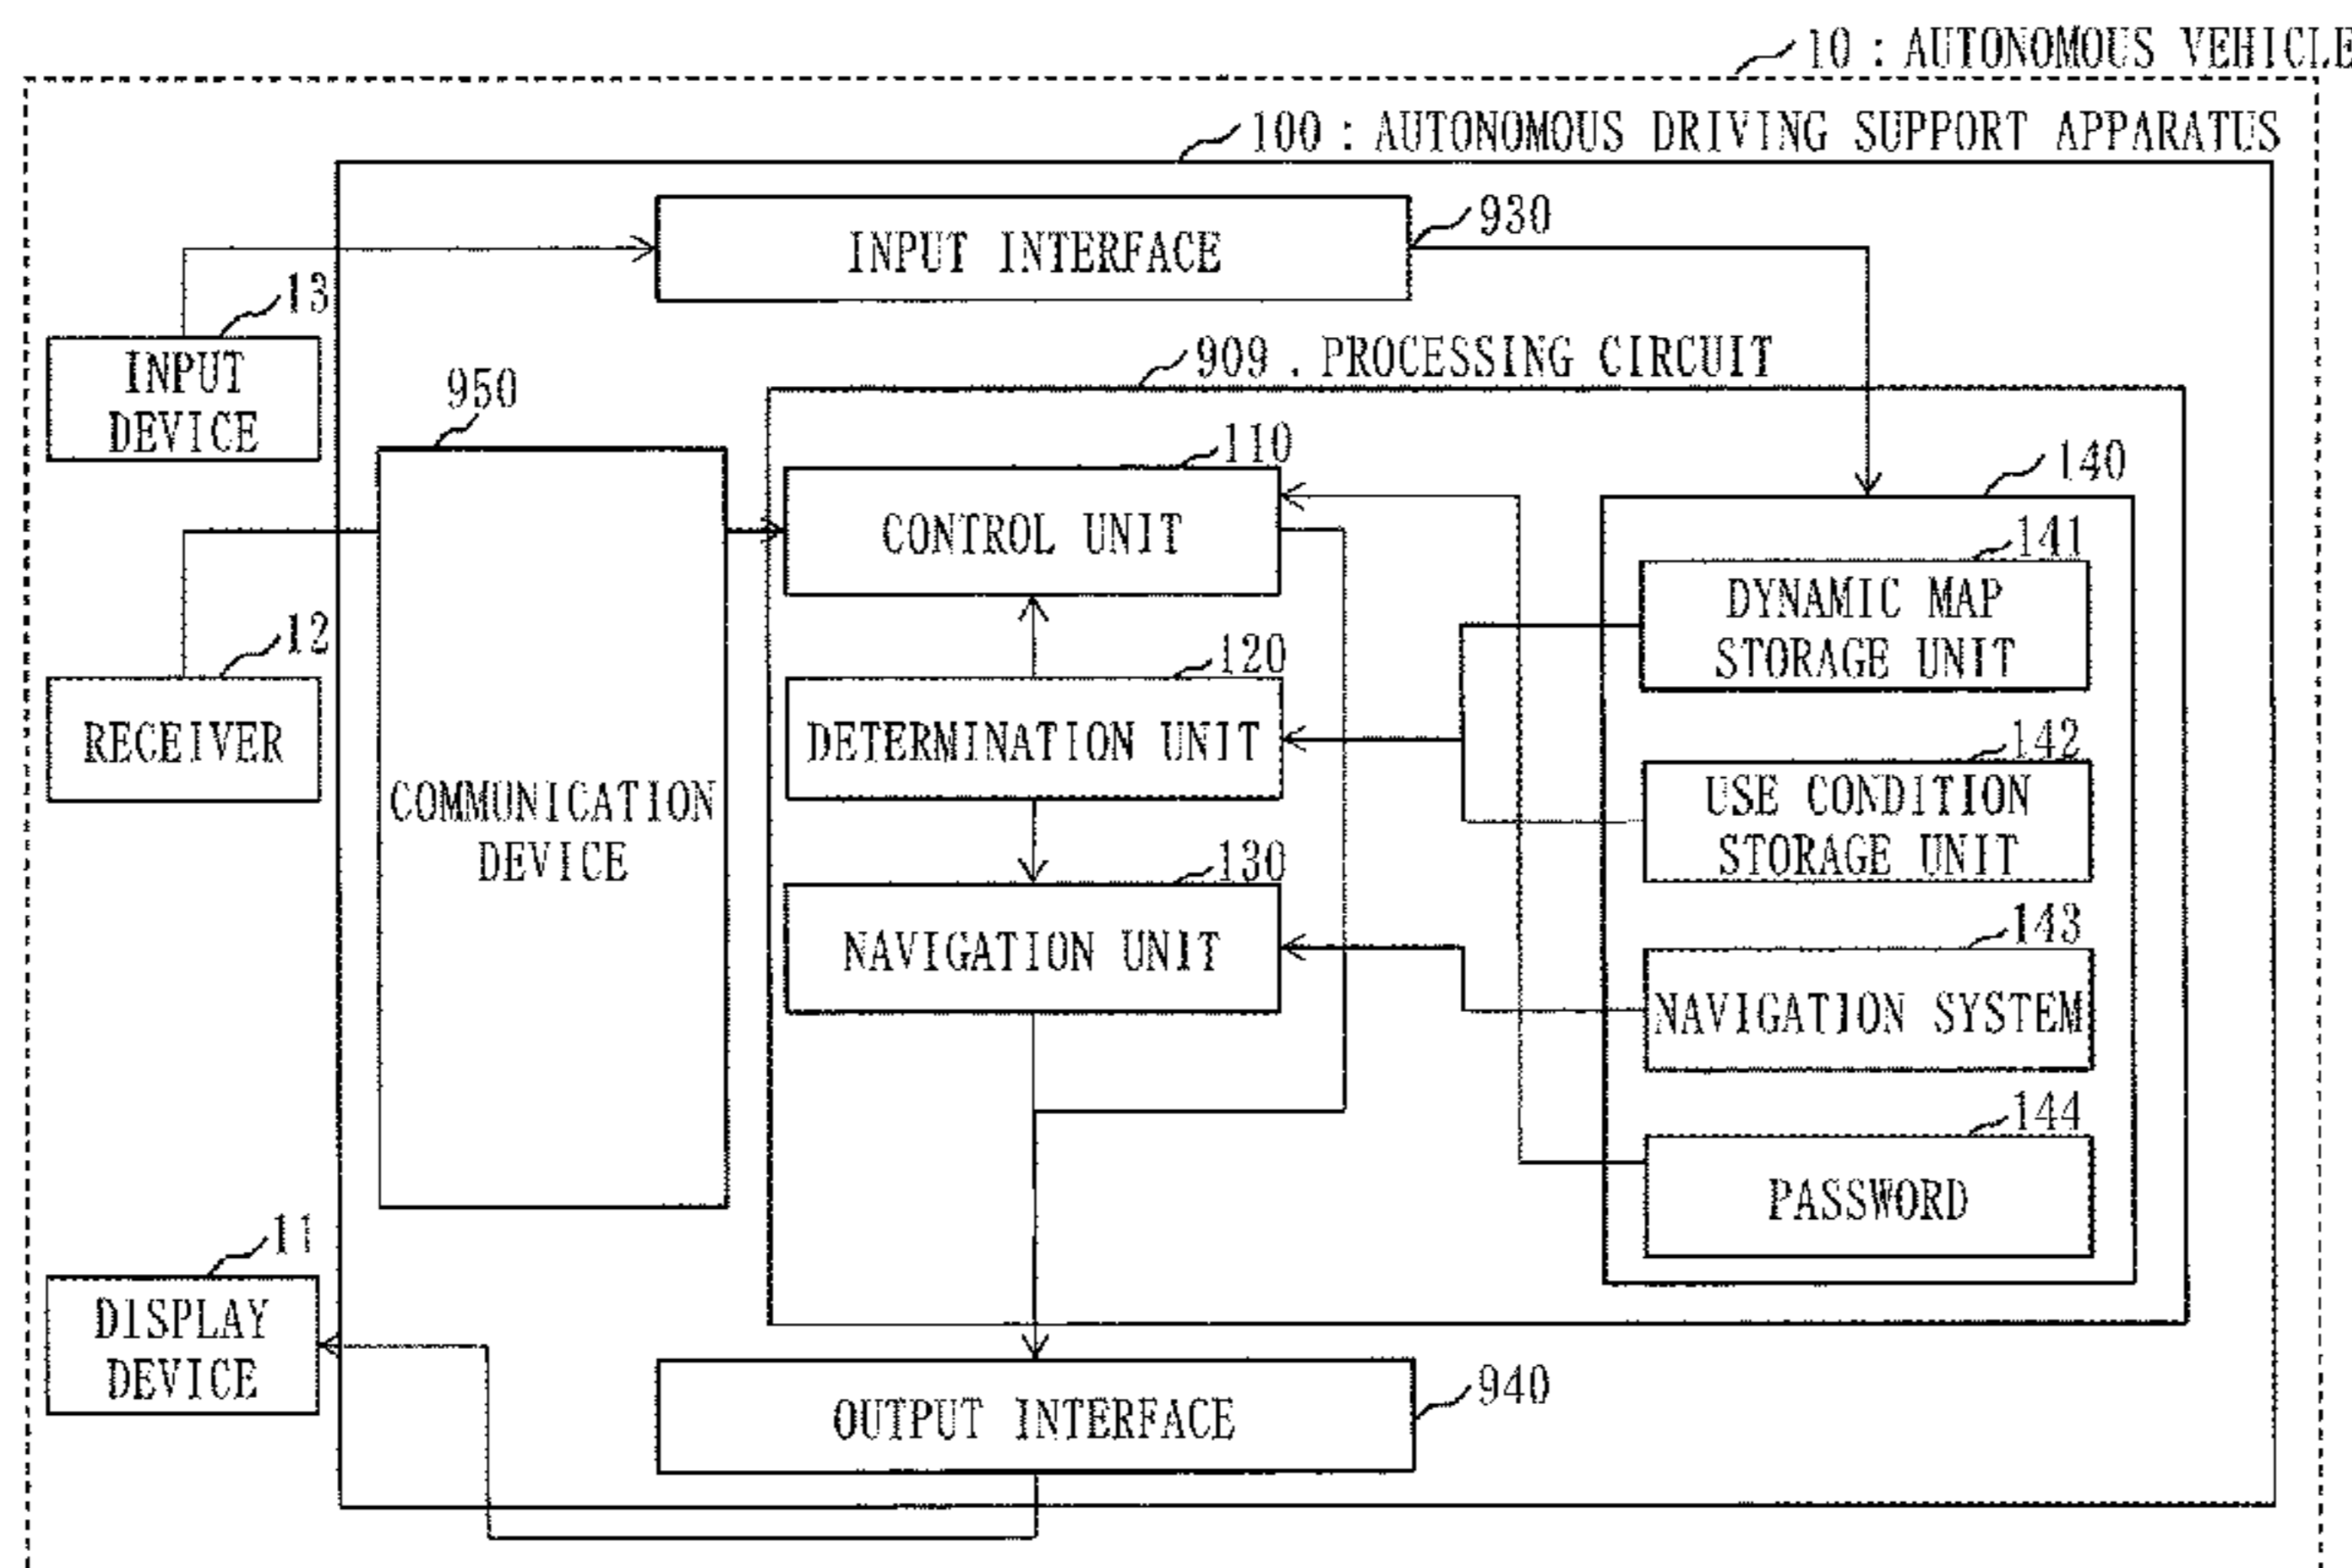 10 : AUTONOMOUS VEHICLE
100 : AUTONOMOUS DRIVING SUPPORT APPARATUS
930
INPUT INTERFACE
13
INPUT
DEVICE
909 . PROCESSING CIRCUIT
950
110
CONTROL UNIT
140
141
DYNAMIC MAP
STORAGE UNIT
12
RECEIVER
120
DETERMINATION UNIT
142
USE CONDITION
STORAGE UNIT
COMMUNICATION
DEVICE
130
NAVIGATION UNIT
143
NAVIGATION SYSTEM
144
PASSWORD
11
DISPLAY
DEVICE
940
OUTPUT INTERFACE